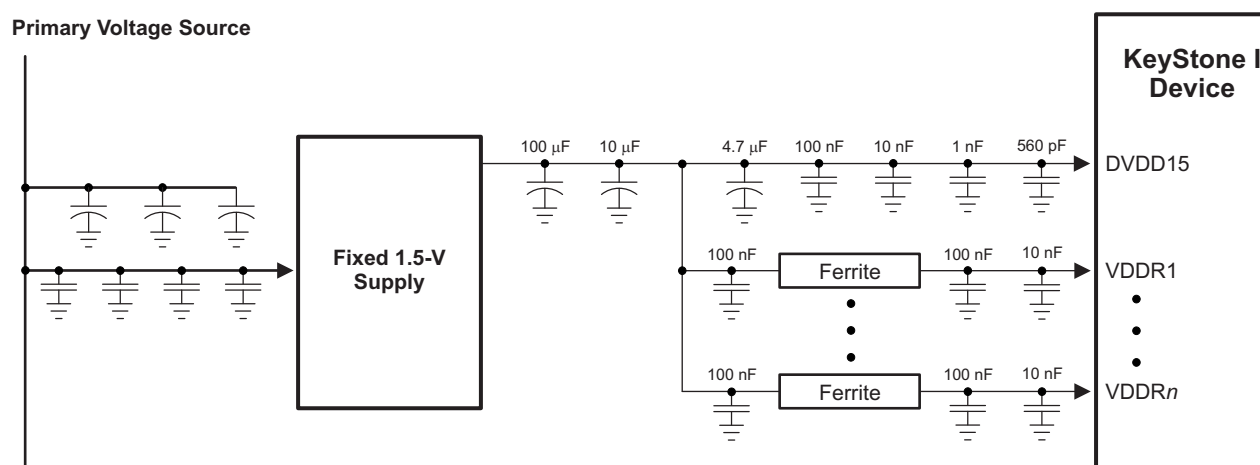 Primary Voltage Source
KeyStone I
Device
100 μF
10 μF
4.7 μF
100 nF
10 nF
1 nF
560 pF
DVDD15
Fixed 1.5-V
Supply
100 nF
Ferrite
100 nF
10 nF
VDDR1
100 nF
Ferrite
100 nF
10 nF
VDDRn